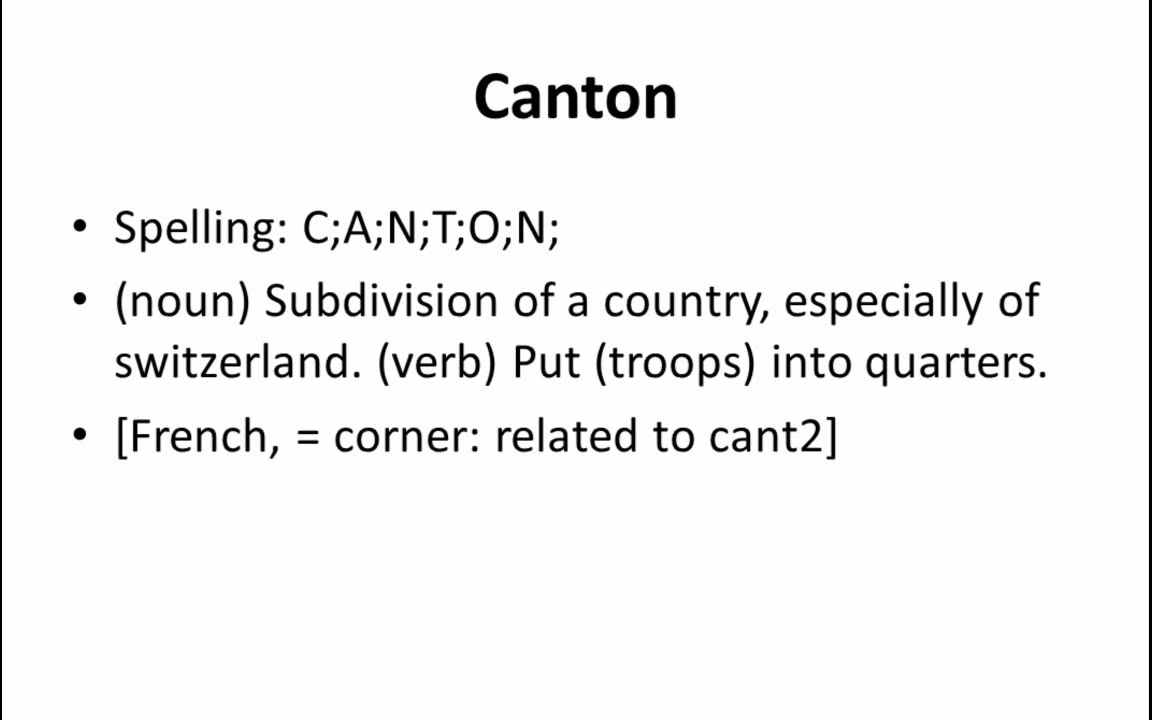 Canton
• Spelling: C;A;N;T;O;N;
• (noun) Subdivision of a country, especially of
switzerland. (verb) Put (troops) into quarters.
• [French, = corner: related to cant2]